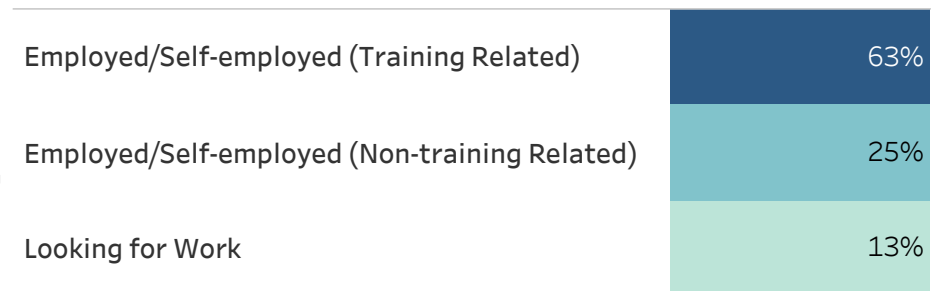 Employed/Self-employed (Training Related) 63%
Employed/Self-employed (Non-training Related) 25%
Looking for Work 13%